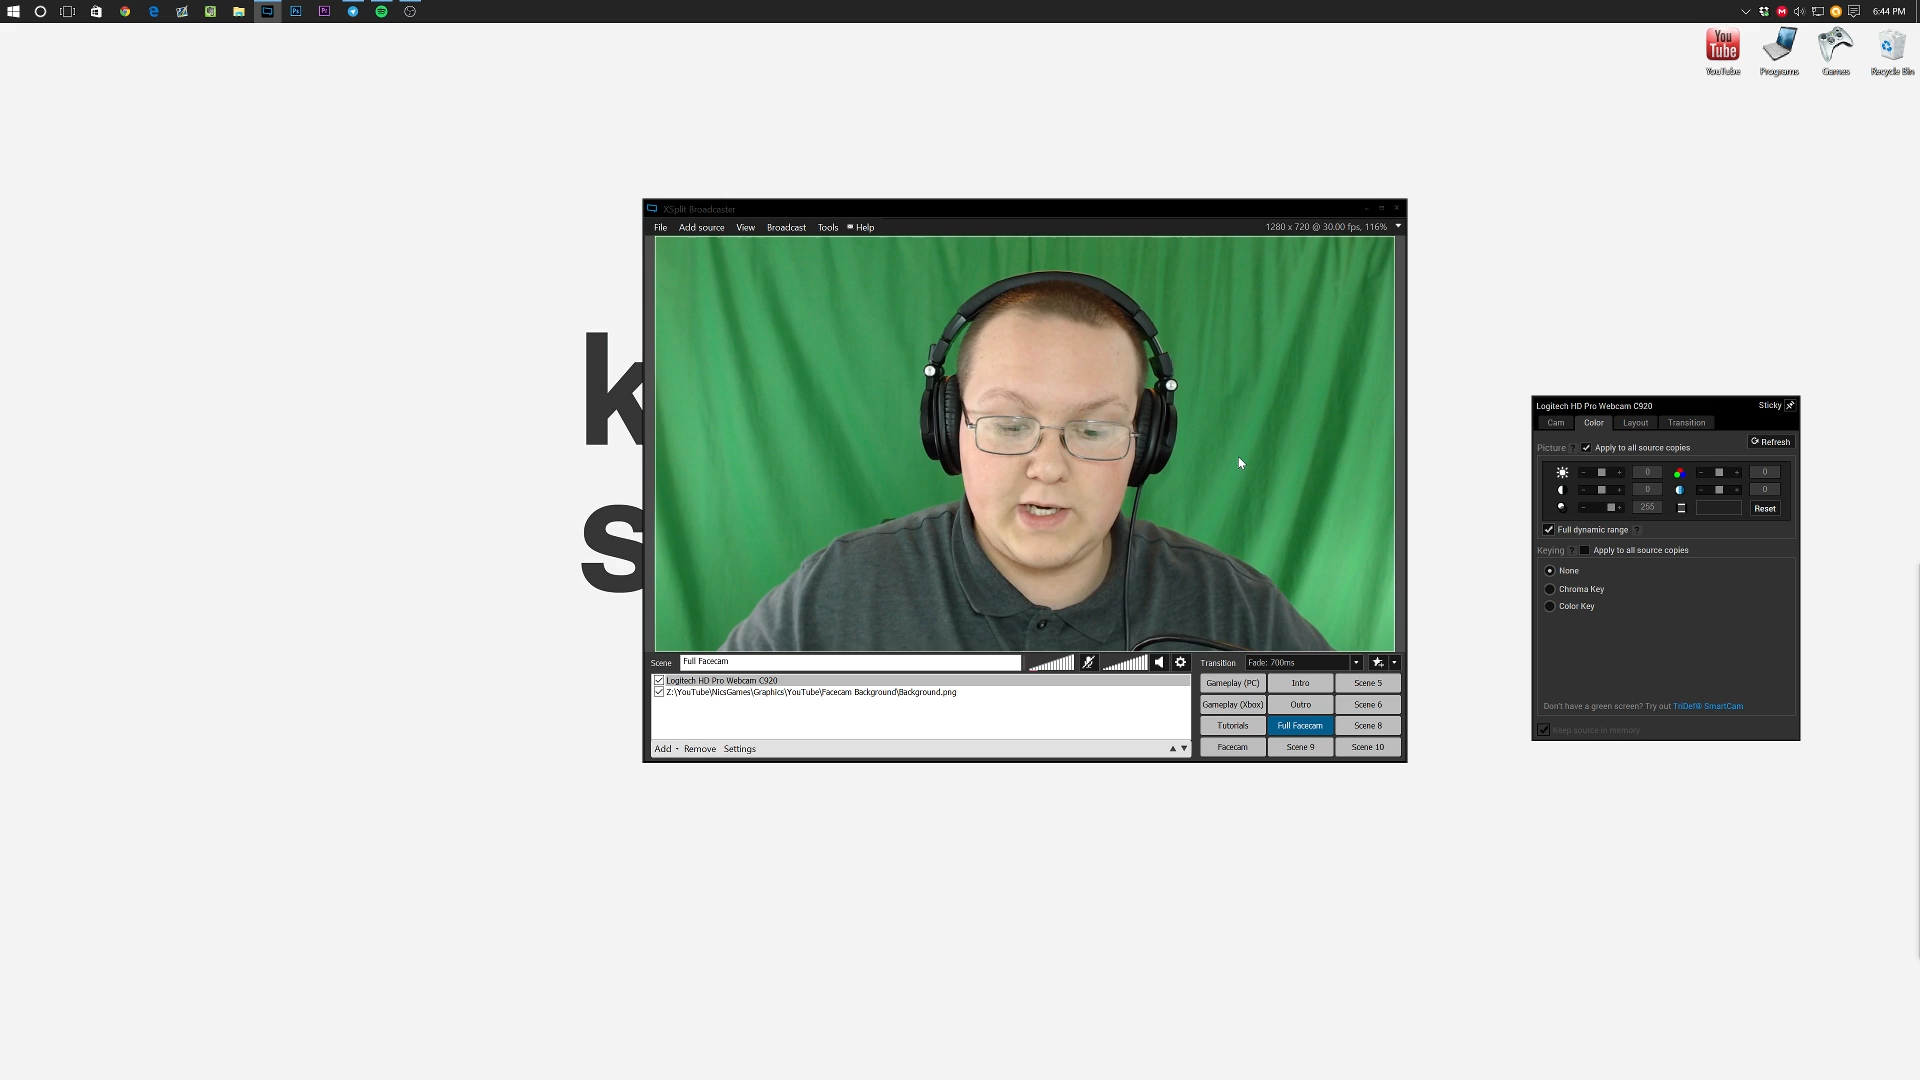 6:44 PM
YouTube
Programs
Games
Recycle Bin
You
Tube
k
s
XSplit Broadcaster
File Add source View Broadcast Tools Help
1280 x 720 @ 30.00 fps, 116%
Scene Full Facecam
Transition Fade: 700ms
Logitech HD Pro Webcam C920
Z:\YouTube\NicsGames\Graphics\YouTube\Facecam Background\Background.png
Add - Remove Settings
Gameplay (PC) Intro Scene 5
Gameplay (Xbox) Outro Scene 6
Tutorials Full Facecam Scene 8
Facecam Scene 9 Scene 10
Logitech HD Pro Webcam C920 Sticky
Cam Color Layout Transition
Picture ? Apply to all source copies Refresh
0 0
0 0
255 Reset
Full dynamic range ?
Keying ? Apply to all source copies
None
Chroma Key
Color Key
Don't have a green screen? Try out TriDef® SmartCam
Keep source in memory